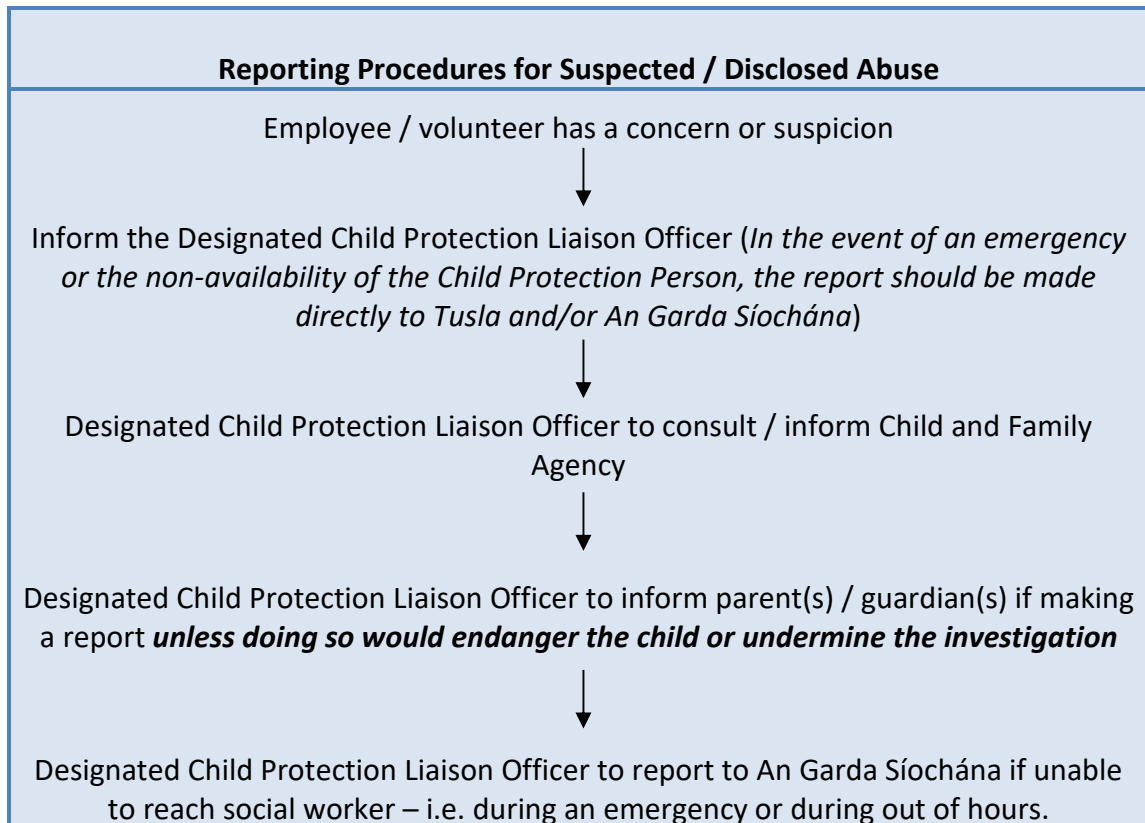 Reporting Procedures for Suspected / Disclosed Abuse
Employee / volunteer has a concern or suspicion
Inform the Designated Child Protection Liaison Officer (In the event of an emergency
or the non-availability of the Child Protection Person, the report should be made
directly to Tusla and/or An Garda Síochána)
Designated Child Protection Liaison Officer to consult / inform Child and Family
Agency
Designated Child Protection Liaison Officer to inform parent(s) / guardian(s) if making
a report unless doing so would endanger the child or undermine the investigation
Designated Child Protection Liaison Officer to report to An Garda Síochána if unable
to reach social worker – i.e. during an emergency or during out of hours.